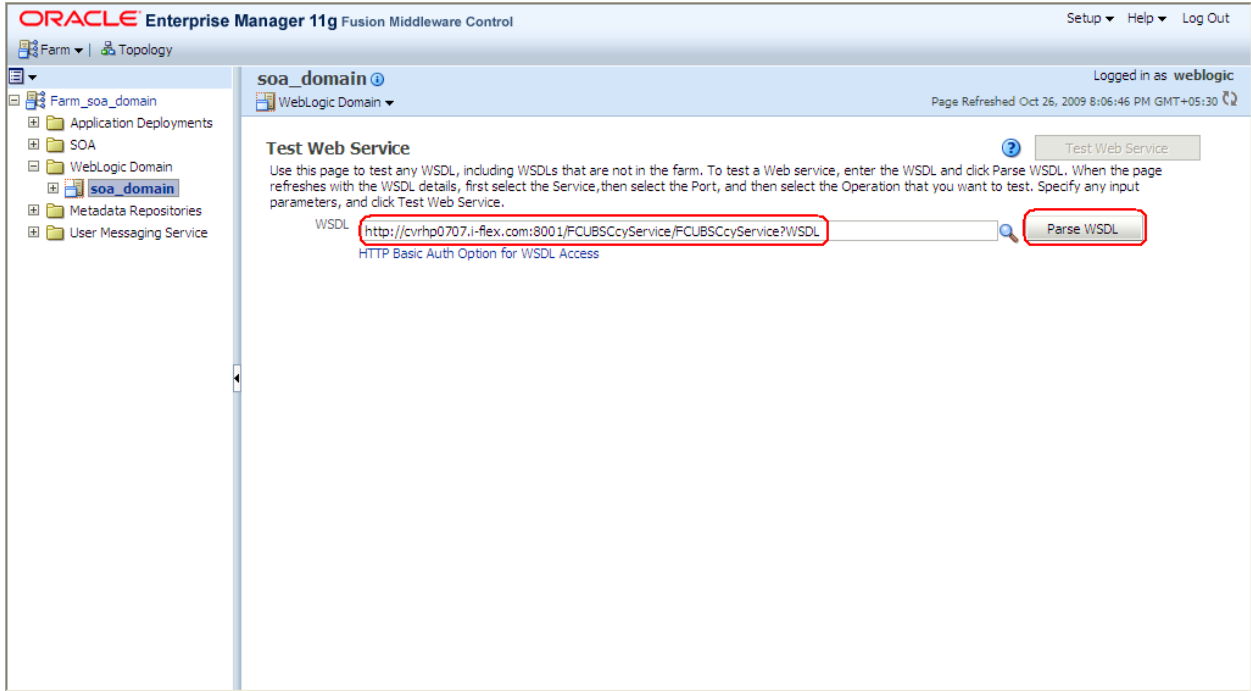 ORACLE Enterprise Manager 11g Fusion Middleware Control
Setup Help Log Out
Farm | Topology
soa_domain
Logged in as weblogic
WebLogic Domain
Page Refreshed Oct 26, 2009 8:06:46 PM GMT+05:30
Farm_soa_domain
Application Deployments
SOA
WebLogic Domain
soa_domain
Metadata Repositories
User Messaging Service
Test Web Service
Test Web Service
Use this page to test any WSDL, including WSDLs that are not in the farm. To test a Web service, enter the WSDL and click Parse WSDL. When the page
refreshes with the WSDL details, first select the Service,then select the Port, and then select the Operation that you want to test. Specify any input
parameters, and click Test Web Service.
WSDL
http://cvrhp0707.i-flex.com:8001/FCUBSCcyService/FCUBSCcyService?WSDL
Parse WSDL
HTTP Basic Auth Option for WSDL Access